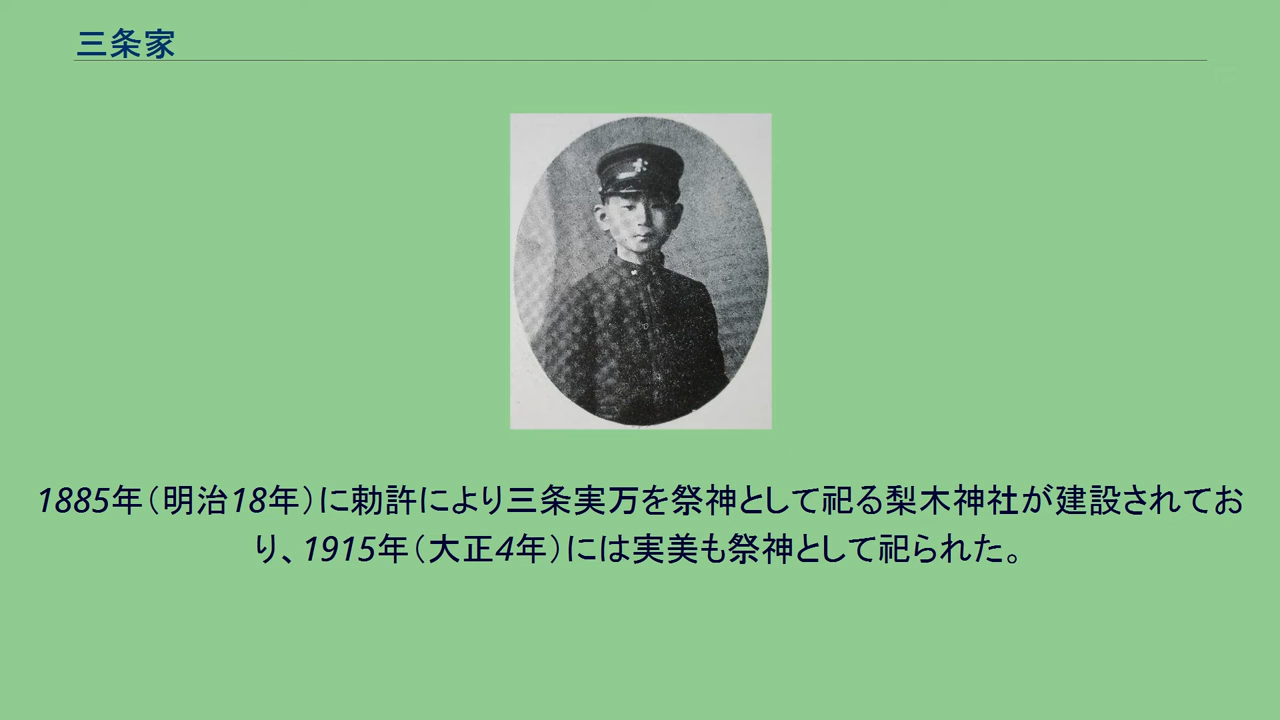 三条家
1885年（明治18年）に勅許により三条実万を祭神として祀る梨木神社が建設されてお
り、1915年（大正4年）には実美も祭神として祀られた。